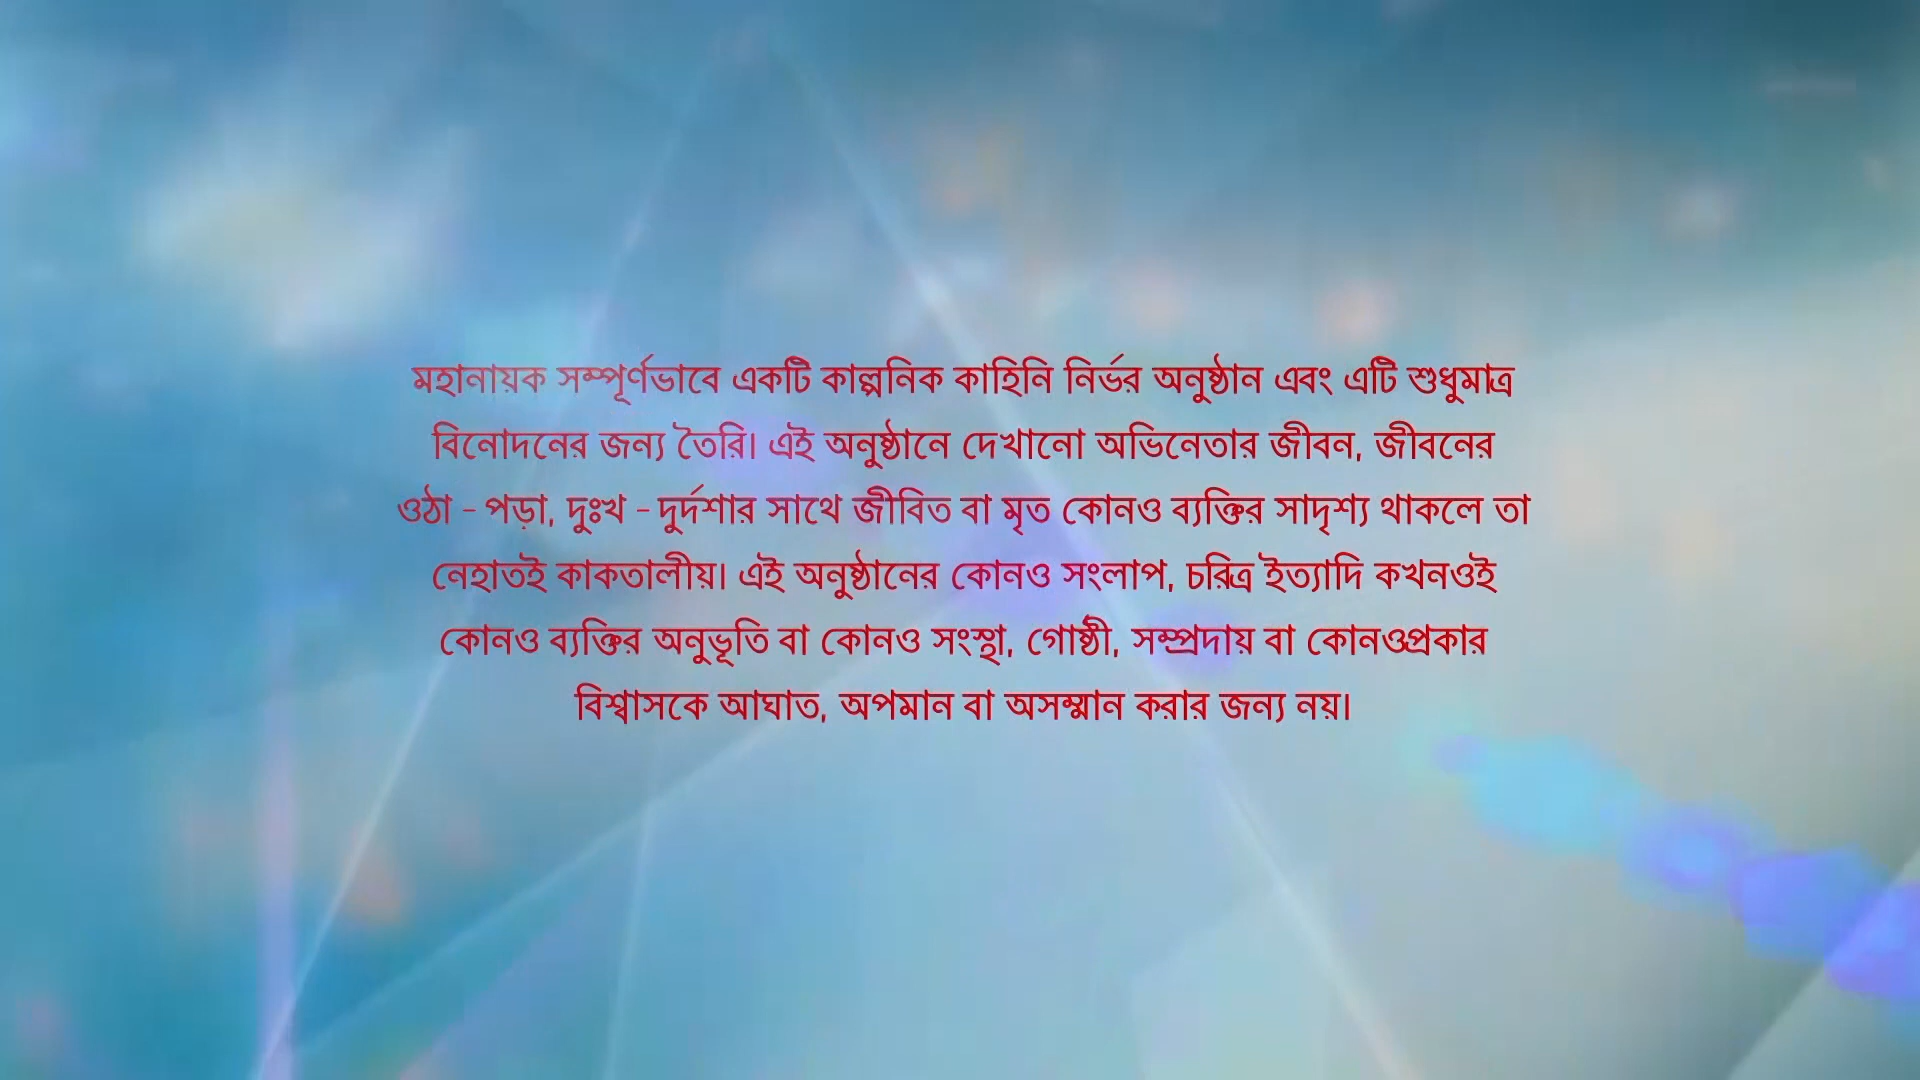 মহানায়ক সম্পূর্ণভাবে একটি কাল্পনিক কাহিনি নির্ভর অনুষ্ঠান এবং এটি শুধুমাত্র
বিনোদনের জন্য তৈরি। এই অনুষ্ঠানে দেখানো অভিনেতার জীবন, জীবনের
ওঠা - পড়া, দুঃখ - দুর্দশার সাথে জীবিত বা মৃত কোনও ব্যক্তির সাদৃশ্য থাকলে তা
নেহাতই কাকতালীয়। এই অনুষ্ঠানের কোনও সংলাপ, চরিত্র ইত্যাদি কখনওই
কোনও ব্যক্তির অনুভূতি বা কোনও সংস্থা, গোষ্ঠী, সম্প্রদায় বা কোনওপ্রকার
বিশ্বাসকে আঘাত, অপমান বা অসম্মান করার জন্য নয়।